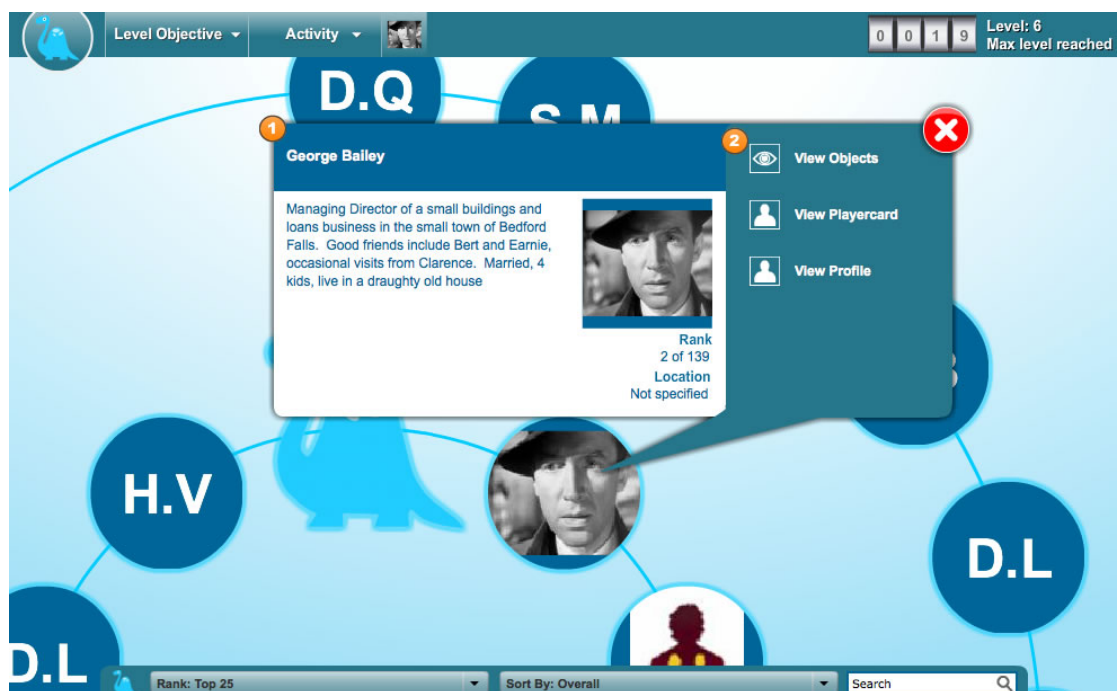 Level Objective
Activity
0 0 1 9
Level: 6
Max level reached
D.Q
S.M
1
George Bailey
2
View Objects
Managing Director of a small buildings and
loans business in the small town of Bedford
Falls. Good friends include Bert and Earnie,
occasional visits from Clarence. Married, 4
kids, live in a draughty old house
View Playercard
View Profile
Rank
2 of 139
Location
Not specified
H.V
D.L
D.L
Rank: Top 25
Sort By: Overall
Search